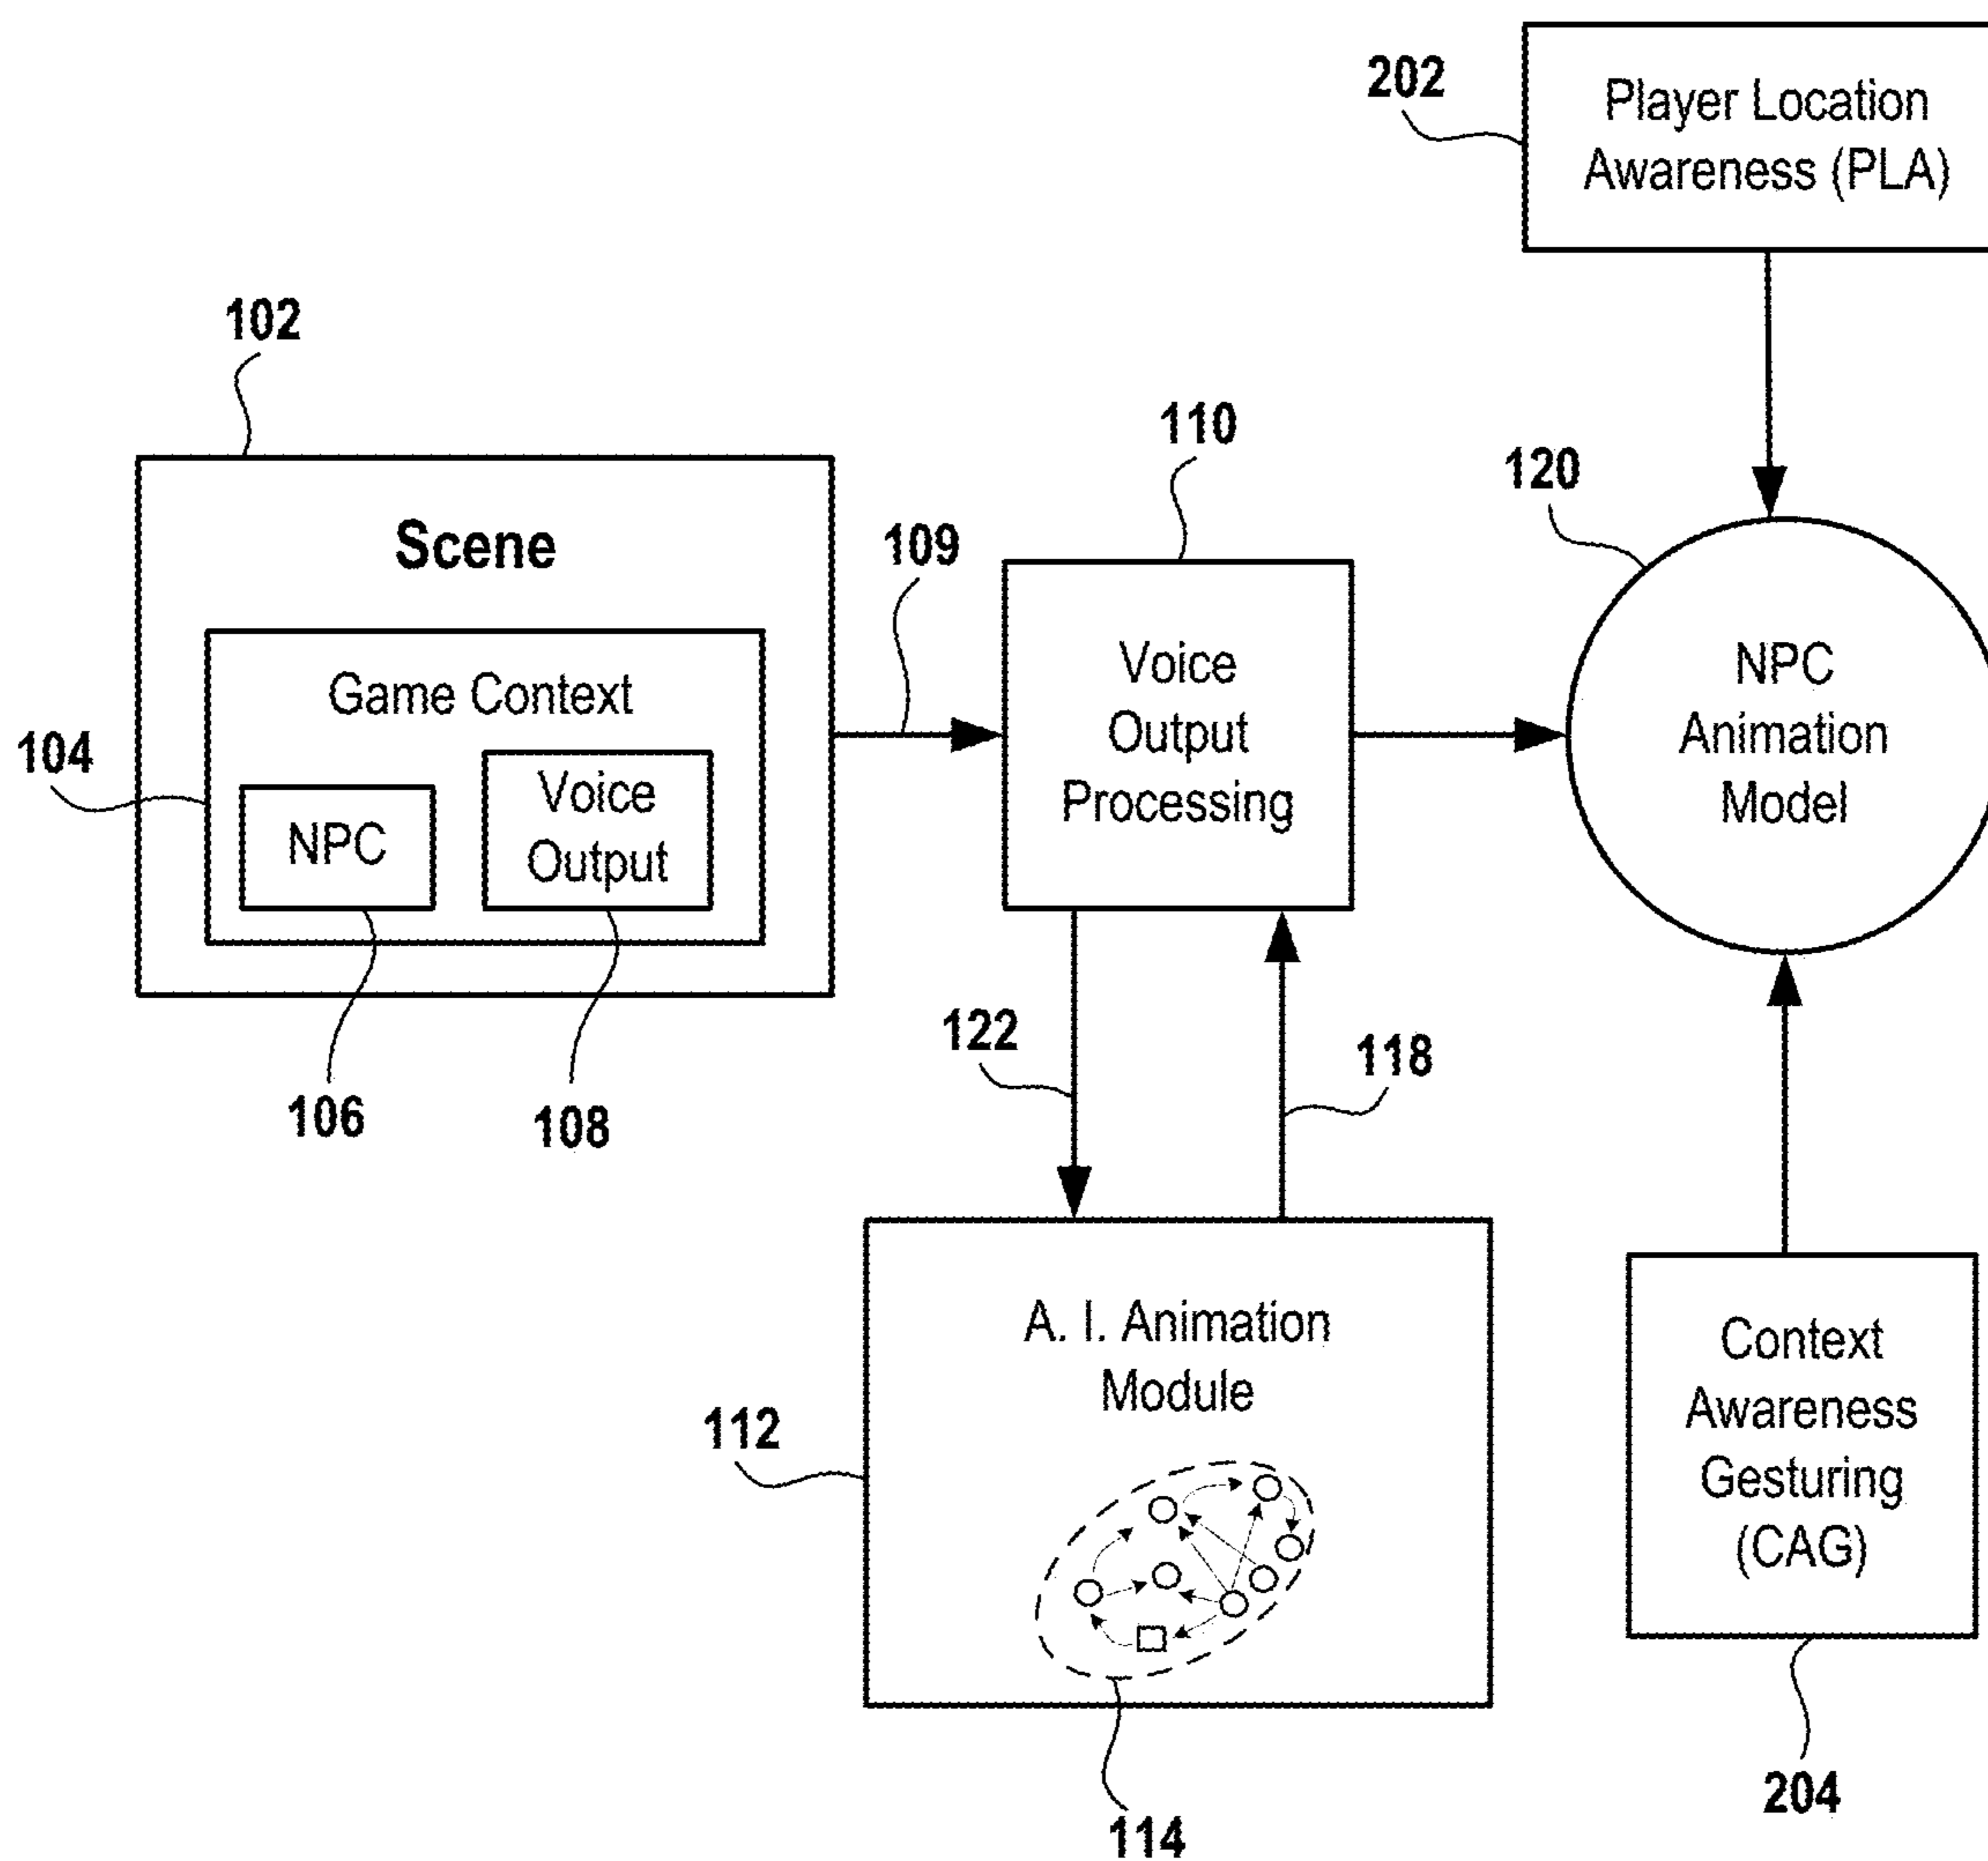 202
Player Location
Awareness (PLA)
102
110
120
Scene
109
Game Context
104
NPC
Voice
Output
106
108
Voice
Output
Processing
NPC
Animation
Model
122
118
A. I. Animation
Module
112
114
Context
Awareness
Gesturing
(CAG)
204